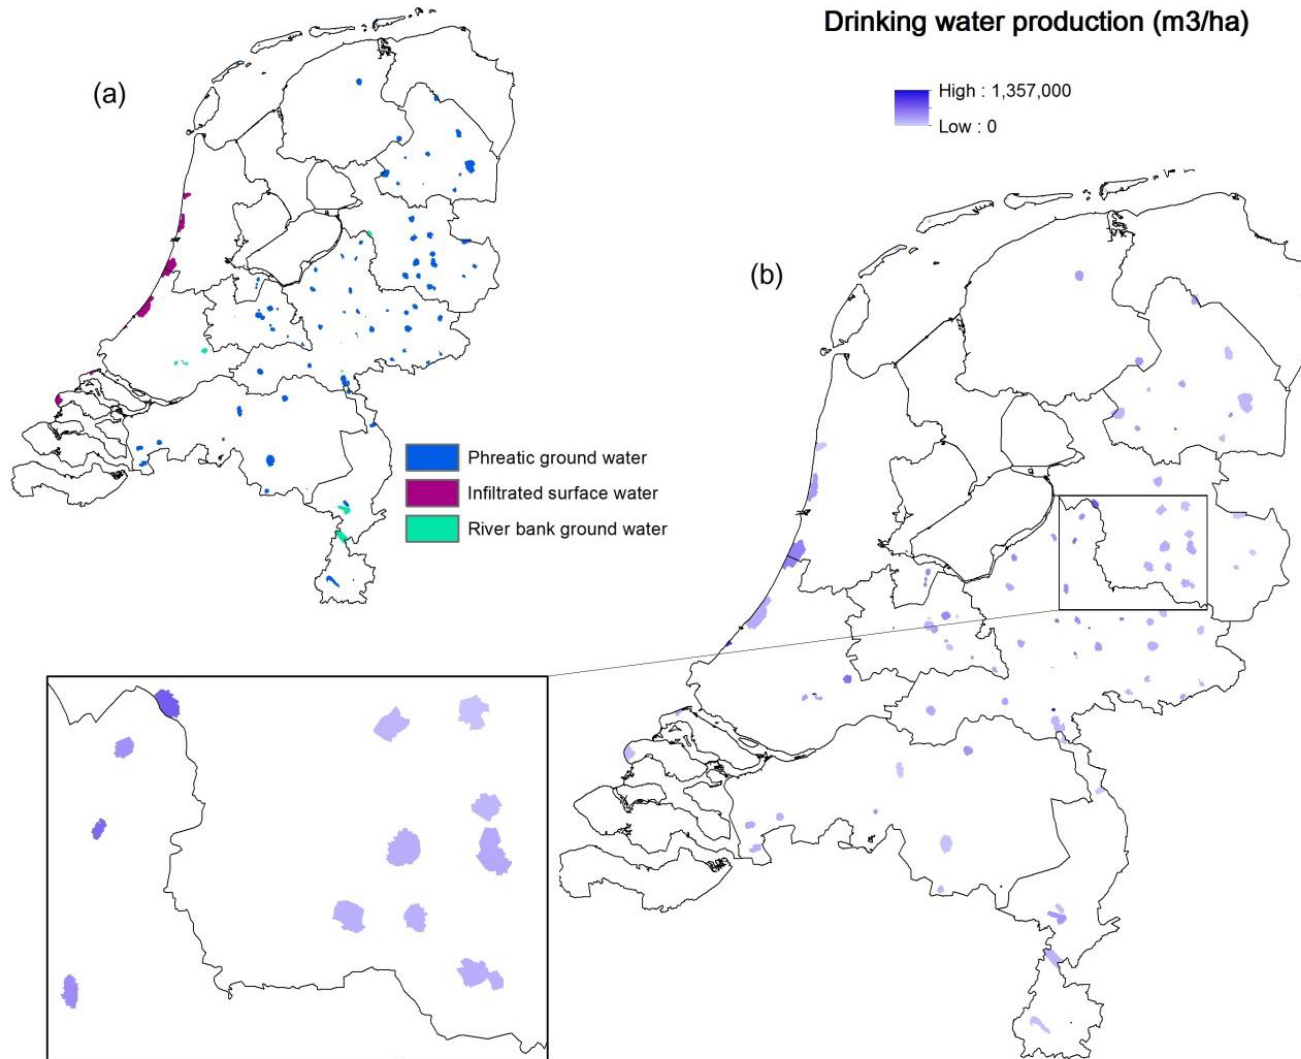 Drinking water production (m3/ha)
(a)
High : 1,357,000
Low : 0
(b)
Phreatic ground water
Infiltrated surface water
River bank ground water